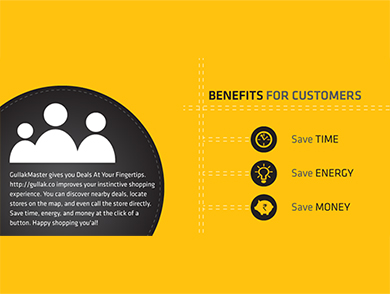 BENEFITS FOR CUSTOMERS
Save TIME
Save ENERGY
Save MONEY
GullakMaster gives you Deals At Your Fingertips.
http://gullak.co improves your instinctive shopping
experience. You can discover nearby deals, locate
stores on the map, and even call the store directly.
Save time, energy, and money at the click of a
button. Happy shopping you'all!